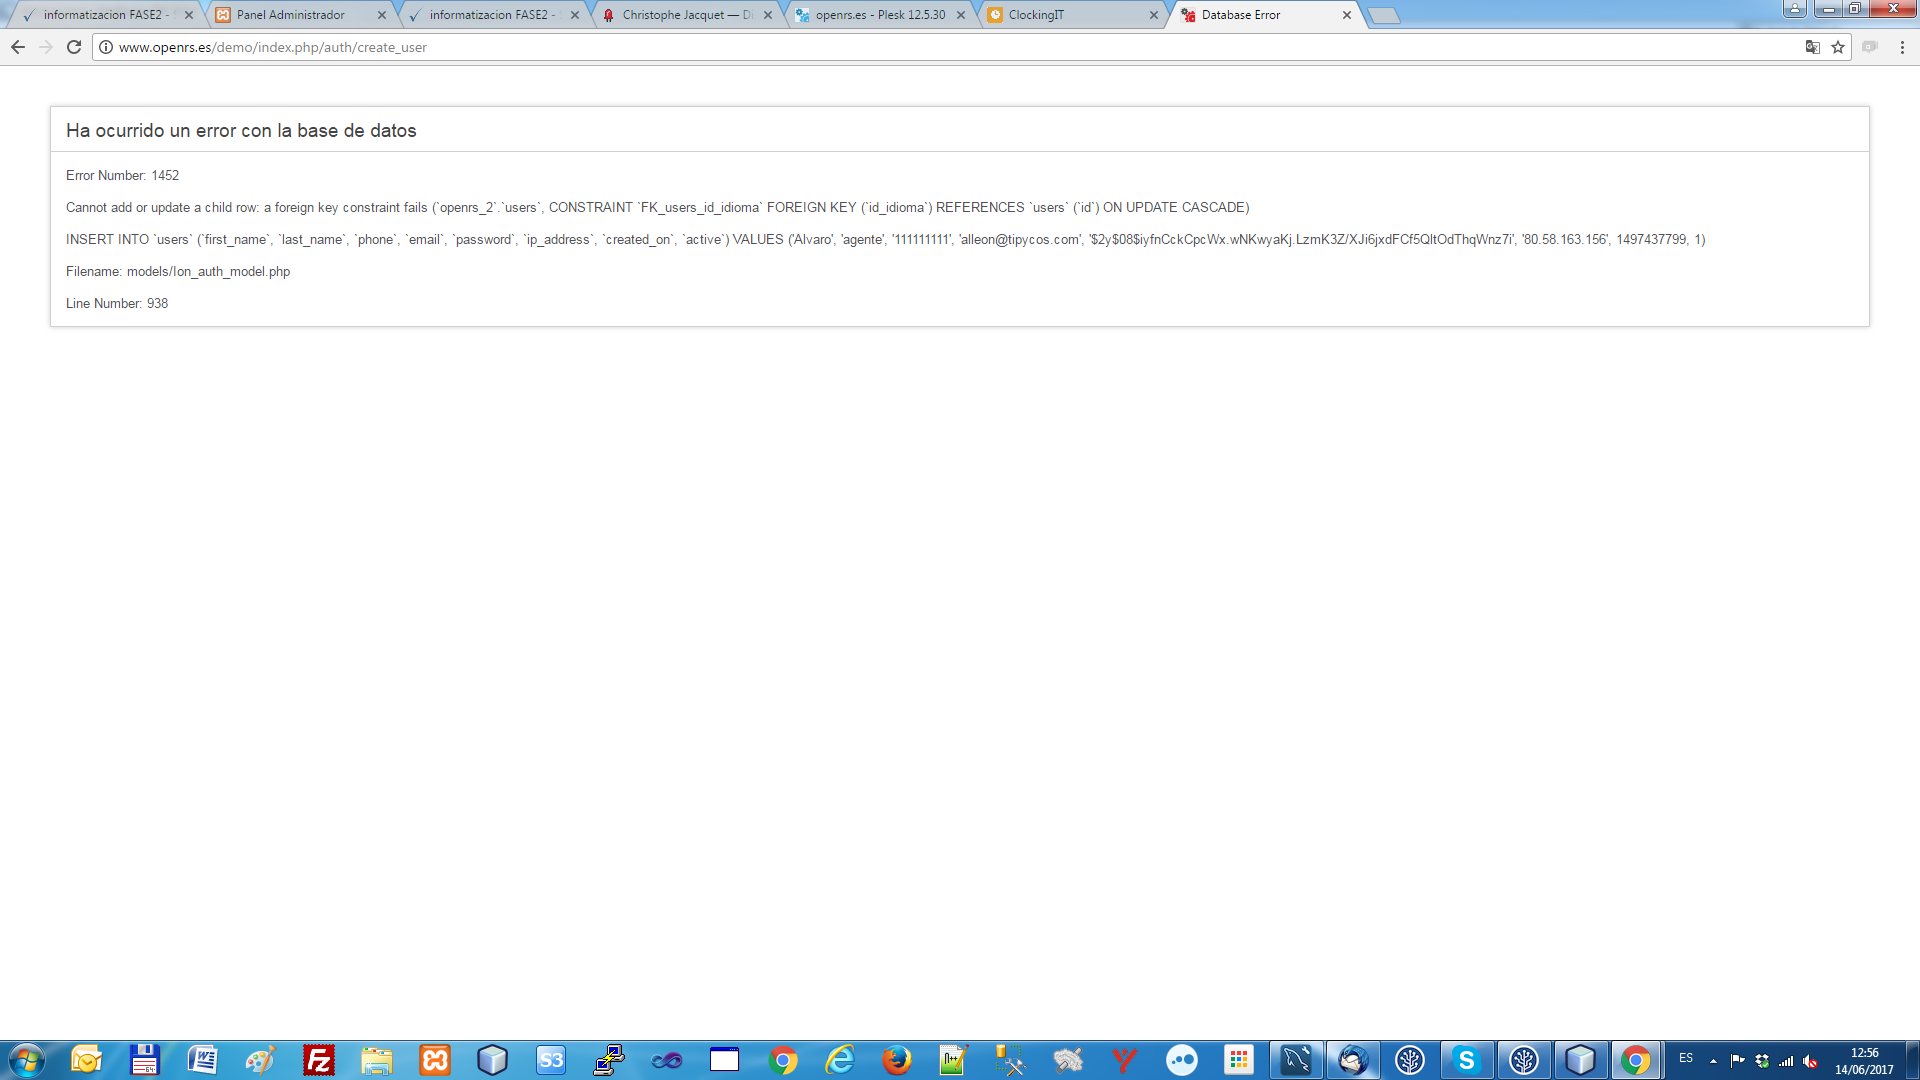 informatizacion FASE2 -
Panel Administrador
informatizacion FASE2 -
Christophe Jacquet — Di
openrs.es - Plesk 12.5.30
ClockingIT
Database Error
www.openrs.es/demo/index.php/auth/create_user
Ha ocurrido un error con la base de datos
Error Number: 1452
Cannot add or update a child row: a foreign key constraint fails (`openrs_2`.`users`, CONSTRAINT `FK_users_id_idioma` FOREIGN KEY (`id_idioma`) REFERENCES `users` (`id`) ON UPDATE CASCADE)
INSERT INTO `users` (`first_name`, `last_name`, `phone`, `email`, `password`, `ip_address`, `created_on`, `active`) VALUES ('Alvaro', 'agente', '111111111', 'alleon@tipycos.com', '$2y$08$iyfnCckCpcWx.wNKwyaKj.LzmK3Z/XJi6jxdFCf5QltOdThqWnz7i', '80.58.163.156', 1497437799, 1)
Filename: models/Ion_auth_model.php
Line Number: 938
64
W
Fz
S3
n++
Y
S
ES
12:56
14/06/2017